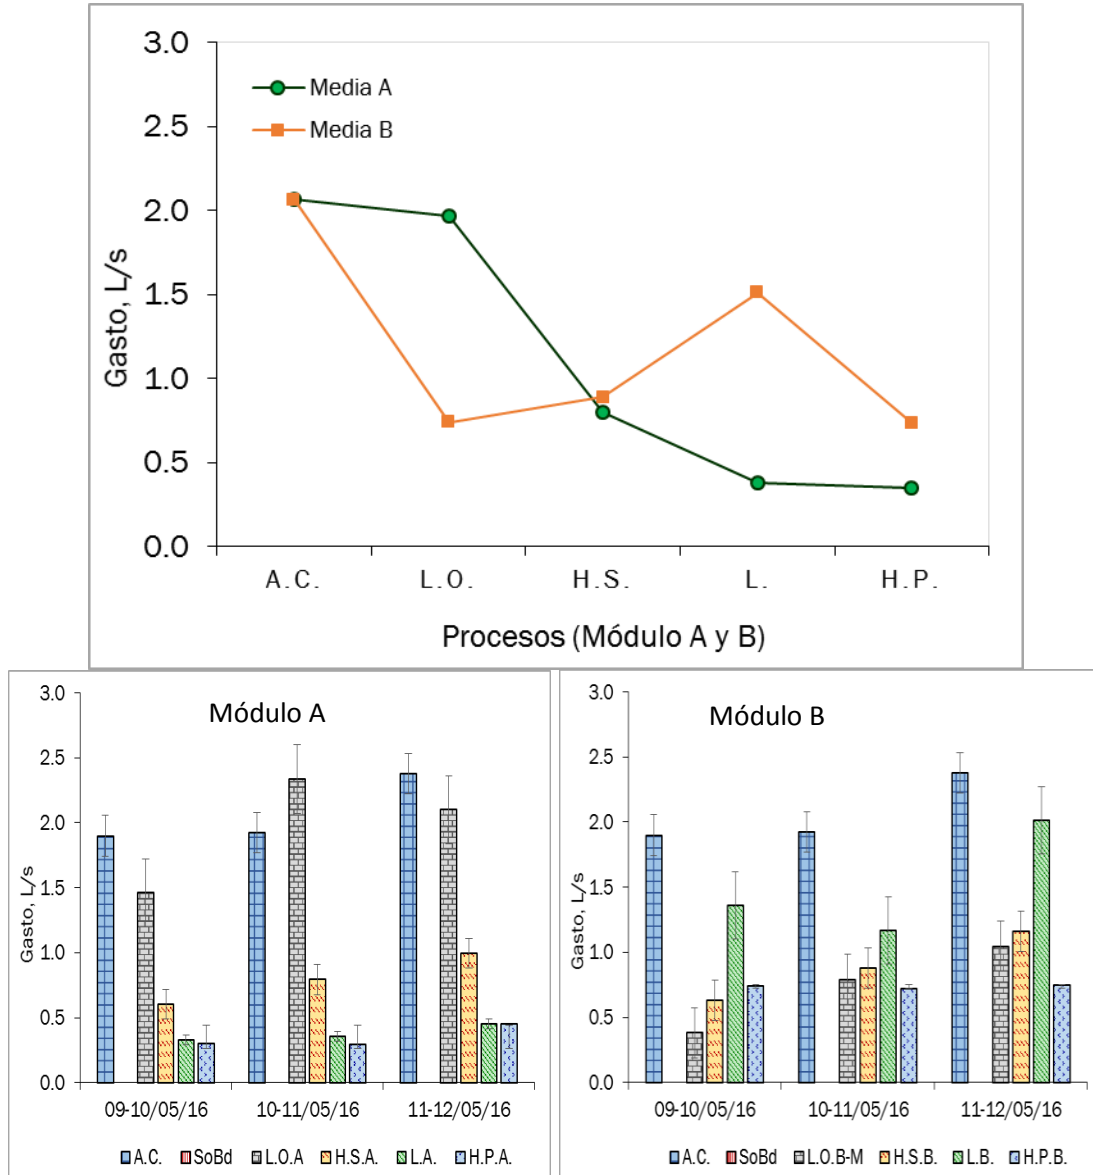 3.0
2.5
2.0
1.5
1.0
0.5
0.0
Gasto, L/s
Media A
Media B
A.C. L.O. H.S. L. H.P.
Procesos (Módulo A y B)
Módulo A
3.0
2.5
2.0
1.5
1.0
0.5
0.0
Gasto, L/s
09-10/05/16 10-11/05/16 11-12/05/16
A.C. SoBd L.O.A H.S.A. L.A. H.P.A.
Módulo B
3.0
2.5
2.0
1.5
1.0
0.5
0.0
Gasto, L/s
09-10/05/16 10-11/05/16 11-12/05/16
A.C. SoBd L.O.B-M H.S.B. L.B. H.P.B.